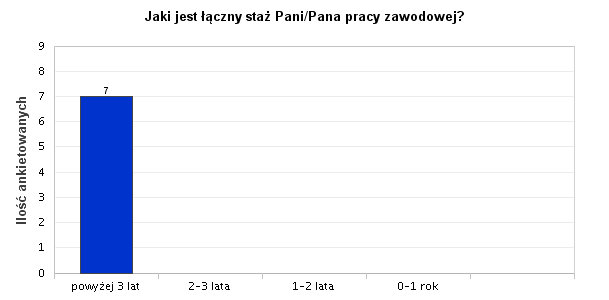 Jaki jest łączny staż Pani/Pana pracy zawodowej?
Ilość ankietowanych
9
8
7
6
5
4
3
2
1
0
7
powyżej 3 lat
2-3 lata
1-2 lata
0-1 rok